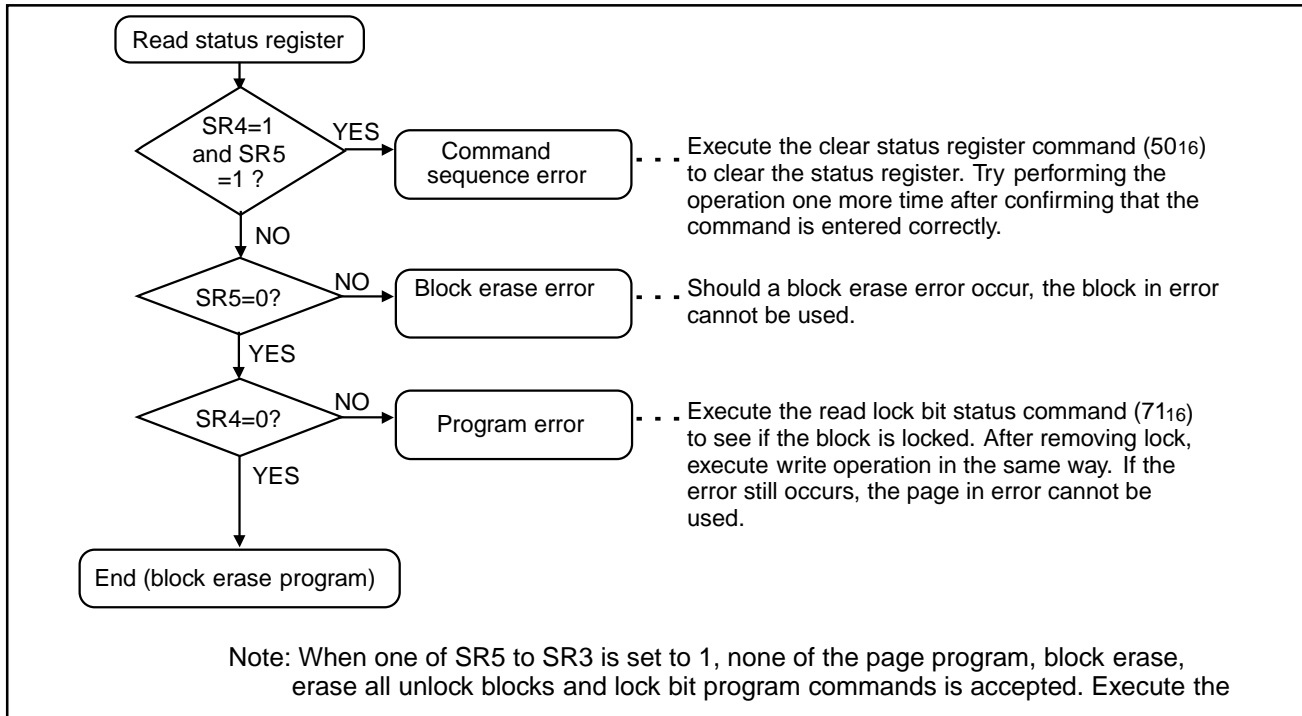 Read status register
SR4=1
and SR5
=1 ?
YES
Command
sequence error
Execute the clear status register command (5016)
to clear the status register. Try performing the
operation one more time after confirming that the
command is entered correctly.
NO
SR5=0?
NO
Block erase error
Should a block erase error occur, the block in error
cannot be used.
YES
SR4=0?
NO
Program error
Execute the read lock bit status command (7116)
to see if the block is locked. After removing lock,
execute write operation in the same way. If the
error still occurs, the page in error cannot be
used.
YES
End (block erase program)
Note: When one of SR5 to SR3 is set to 1, none of the page program, block erase,
erase all unlock blocks and lock bit program commands is accepted. Execute the